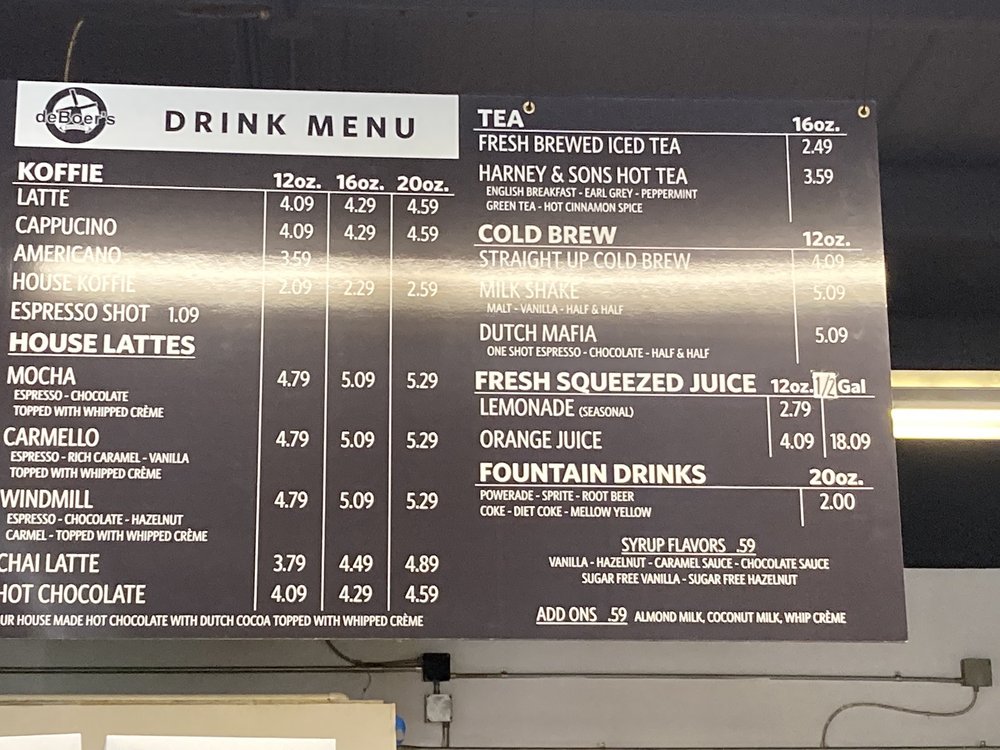 deBoer's
DRINK MENU
KOFFIE 12oz. 16oz. 20oz.
LATTE 4.09 4.29 4.59
CAPPUCINO 4.09 4.29 4.59
AMERICANO 3.59
HOUSE KOFFIE 2.09 2.29 2.59
ESPRESSO SHOT 1.09
HOUSE LATTES
MOCHA 4.79 5.09 5.29
ESPRESSO - CHOCOLATE
TOPPED WITH WHIPPED CRÈME
CARMELLO 4.79 5.09 5.29
ESPRESSO - RICH CARAMEL - VANILLA
TOPPED WITH WHIPPED CRÈME
WINDMILL 4.79 5.09 5.29
ESPRESSO - CHOCOLATE - HAZELNUT
CARMEL - TOPPED WITH WHIPPED CRÈME
CHAI LATTE 3.79 4.49 4.89
HOT CHOCOLATE 4.09 4.29 4.59
UR HOUSE MADE HOT CHOCOLATE WITH DUTCH COCOA TOPPED WITH WHIPPED CRÈME
TEA 16oz.
FRESH BREWED ICED TEA 2.49
HARNEY & SONS HOT TEA 3.59
ENGLISH BREAKFAST - EARL GREY - PEPPERMINT
GREEN TEA - HOT CINNAMON SPICE
COLD BREW 12oz.
STRAIGHT UP COLD BREW 4.09
MILK SHAKE 5.09
MALT - VANILLA - HALF & HALF
DUTCH MAFIA 5.09
ONE SHOT ESPRESSO - CHOCOLATE - HALF & HALF
FRESH SQUEEZED JUICE 12oz. 1/2 Gal
LEMONADE (SEASONAL) 2.79
ORANGE JUICE 4.09 18.09
FOUNTAIN DRINKS 20oz.
POWERADE - SPRITE - ROOT BEER 2.00
COKE - DIET COKE - MELLOW YELLOW
SYRUP FLAVORS .59
VANILLA - HAZELNUT - CARAMEL SAUCE - CHOCOLATE SAUCE
SUGAR FREE VANILLA - SUGAR FREE HAZELNUT
ADD ONS .59 ALMOND MILK, COCONUT MILK, WHIP CRÈME